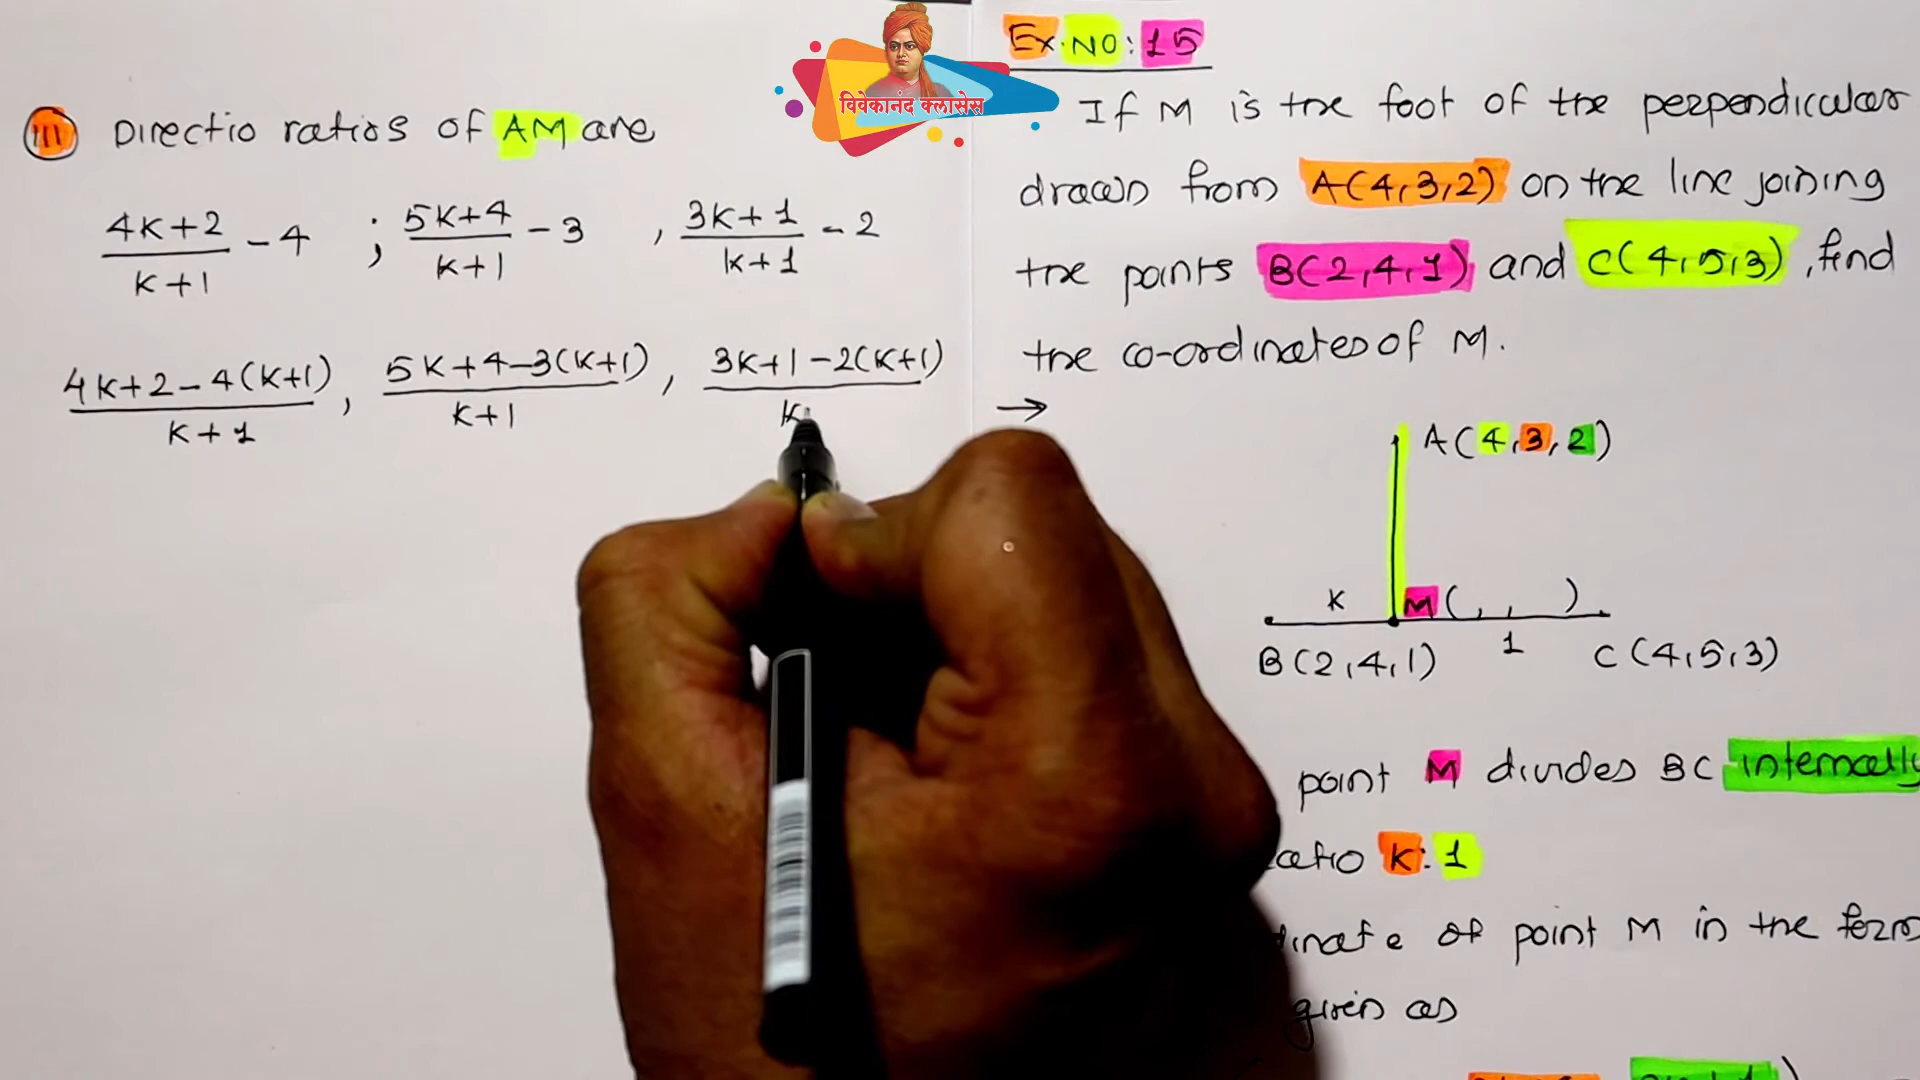 विवेकानंद क्लासेस
III Directio ratios of AM are
4K+2/K+1 - 4 ; 5K+4/K+1 - 3 , 3K+1/K+1 - 2
4K+2-4(K+1)/K+1 , 5K+4-3(K+1)/K+1 , 3K+1-2(K+1)/K
Ex.NO: 15
If M is the foot of the perpendicular
drawn from A(4,3,2) on the line joining
the points B(2,4,1) and C(4,5,3), find
the co-ordinates of M.
→
A(4,3,2)
K M( , , )
B(2,4,1) 1 C(4,5,3)
point M divides BC internally
ratio K:1
dinate of point M in the form
given as